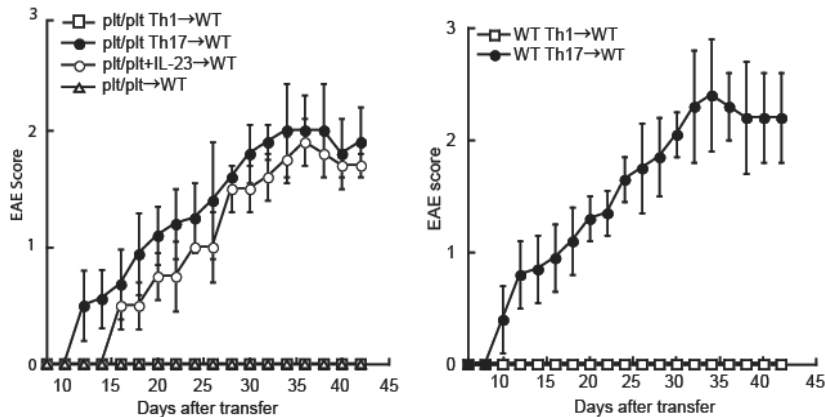 3
plt/plt Th1→WT
plt/plt Th17→WT
plt/plt+IL-23→WT
plt/plt→WT
2
1
0
EAE Score
10 15 20 25 30 35 40 45
Days after transfer
3
WT Th1→WT
WT Th17→WT
2
1
0
EAE score
5 10 15 20 25 30 35 40 45
Days after transfer